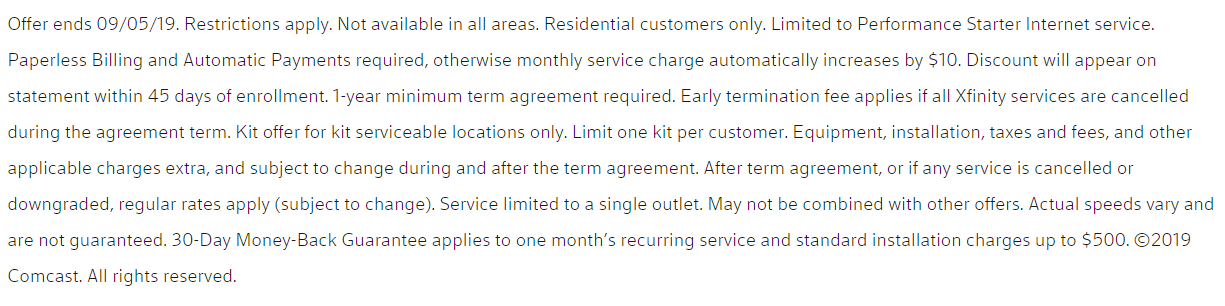 Offer ends 09/05/19. Restrictions apply. Not available in all areas. Residential customers only. Limited to Performance Starter Internet service.
Paperless Billing and Automatic Payments required, otherwise monthly service charge automatically increases by $10. Discount will appear on
statement within 45 days of enrollment. 1-year minimum term agreement required. Early termination fee applies if all Xfinity services are cancelled
during the agreement term. Kit offer for kit serviceable locations only. Limit one kit per customer. Equipment, installation, taxes and fees, and other
applicable charges extra, and subject to change during and after the term agreement. After term agreement, or if any service is cancelled or
downgraded, regular rates apply (subject to change). Service limited to a single outlet. May not be combined with other offers. Actual speeds vary and
are not guaranteed. 30-Day Money-Back Guarantee applies to one month’s recurring service and standard installation charges up to $500. ©2019
Comcast. All rights reserved.